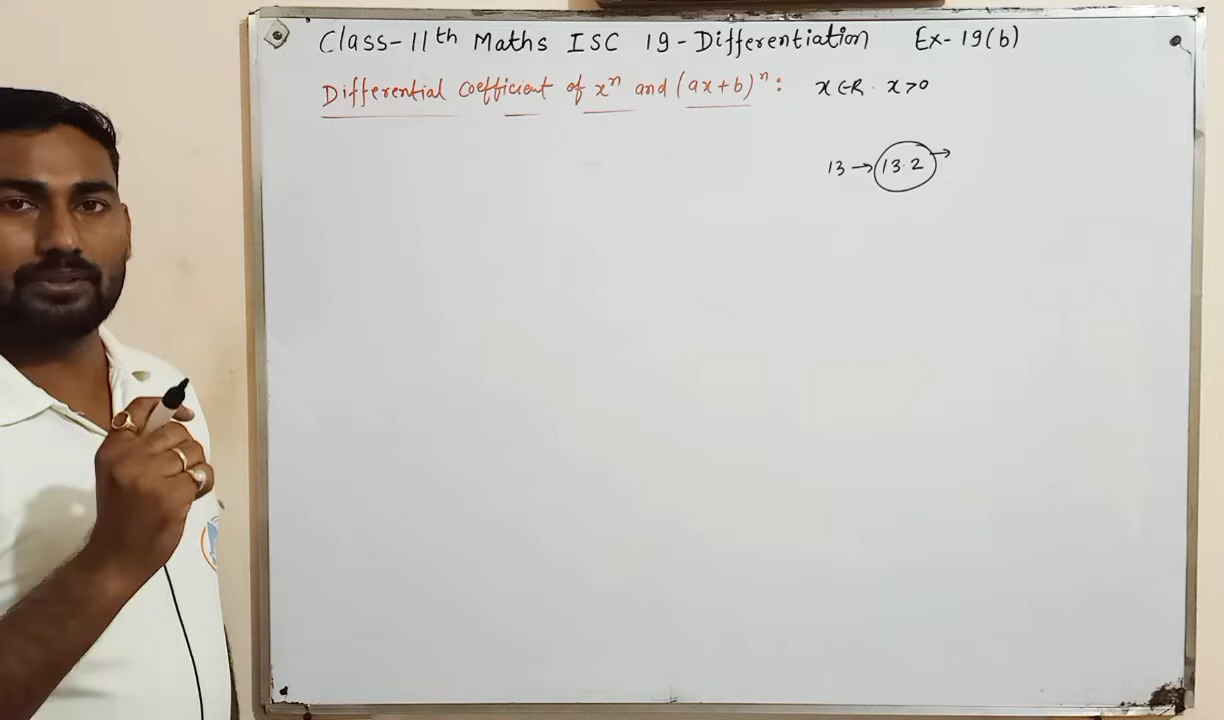 Class-11th Maths ISC 19-Differentiation Ex-19(b)
Differential coefficient of xⁿ and (ax+b)ⁿ: x∈R. x>0
13→13.2→